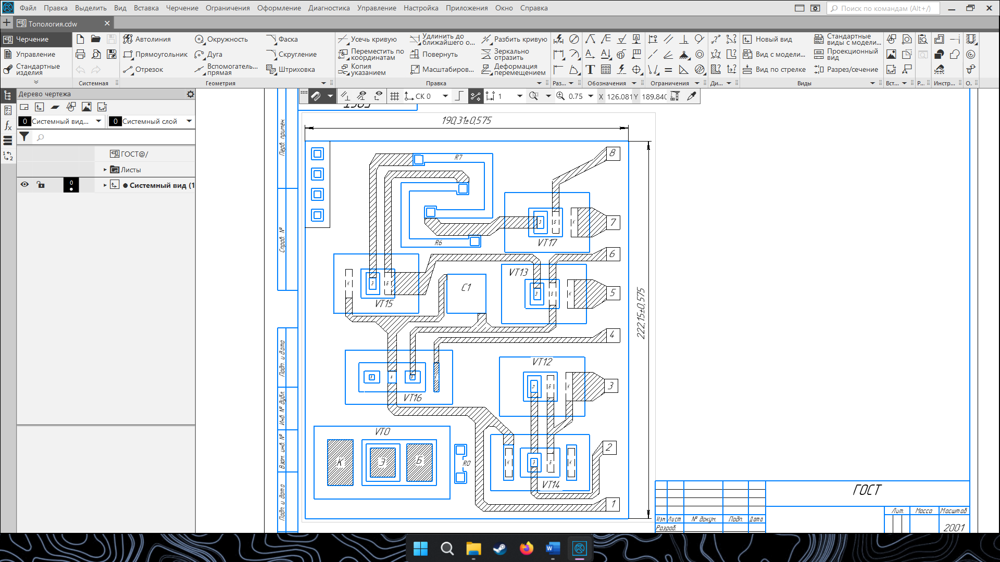 Файл Правка Выделить Вид Вставка Черчение Ограничения Оформление Диагностика Управление Настройка Приложения Окно Справка Поиск по командам (Alt+/)
Топология.cdw
Черчение
Управление
Стандартные изделия
Системная
Автолиния Окружность Фаска
Прямоугольник Дуга Скругление
Отрезок Вспомогатель... прямая Штриховка
Геометрия
Усечь кривую Удлинить до ближайшего о... Разбить кривую
Переместить по координатам Повернуть Зеркально отразить
Копия указанием Масштабиров... Деформация перемещением
Правка
Раз... Обозначения Ограничения Ди...
Новый вид Стандартные виды с модели...
Вид с модели... Проекционный вид
Вид по стрелке Разрез/сечение
Виды
Вст... Р... Инстр... О.
Дерево чертежа
0 Системный вид... 0 Системный слой
ГОСТ@/
Листы
0 ● Системный вид (1
СК 0 1 0.75 X 126.081 Y 189.840
190,31±0,575
222,15±0,575
Перв. примен.
Справ. №
Подп. и дата
Инв. № дубл.
Взам. инв. №
Подп. и дата
R7
8
R6
Э Б К
VT17
7
6
К Э Б
VT15
C1
VT13
Э Б К
5
4
Э Б Э К
VT16
VT12
Э Б К
3
VT0
К Э Б
R0
К Э Б К
VT14
2
1
ГОСТ
Лит. Масса Масштаб
Изм. Лист № докум. Подп. Дата
Разраб.
2001